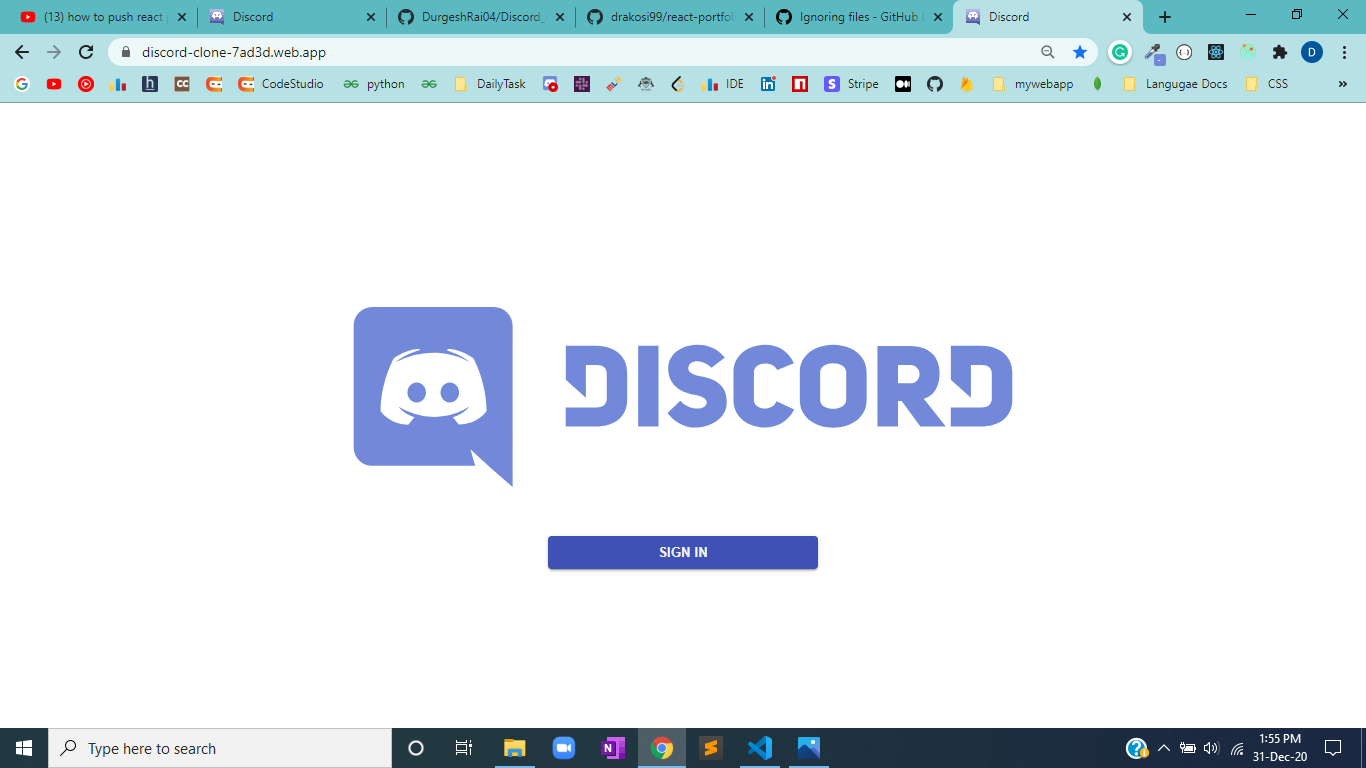 (13) how to push react
Discord
DurgeshRai04/Discord_
drakosi99/react-portfol
Ignoring files - GitHub
Discord
discord-clone-7ad3d.web.app
D
CodeStudio
python
DailyTask
IDE
Stripe
mywebapp
Langugae Docs
CSS
DISCORD
SIGN IN
Type here to search
1:55 PM
31-Dec-20